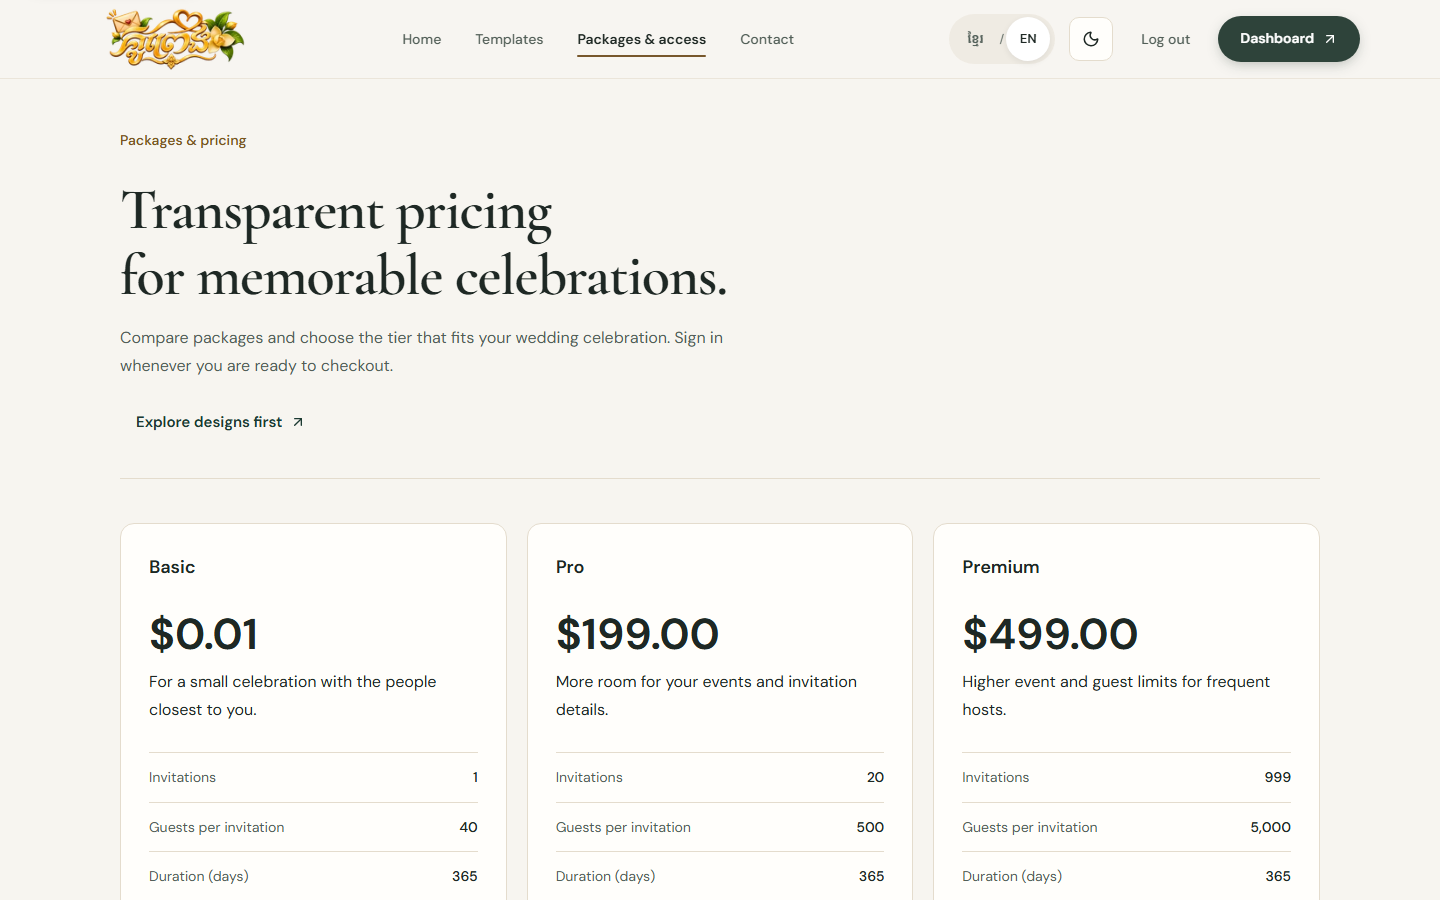 Home
Templates
Packages & access
Contact
ខ្មែរ / EN
Log out
Dashboard
Packages & pricing
Transparent pricing
for memorable celebrations.
Compare packages and choose the tier that fits your wedding celebration. Sign in
whenever you are ready to checkout.
Explore designs first
Basic
$0.01
For a small celebration with the people
closest to you.
Invitations 1
Guests per invitation 40
Duration (days) 365
Pro
$199.00
More room for your events and invitation
details.
Invitations 20
Guests per invitation 500
Duration (days) 365
Premium
$499.00
Higher event and guest limits for frequent
hosts.
Invitations 999
Guests per invitation 5,000
Duration (days) 365